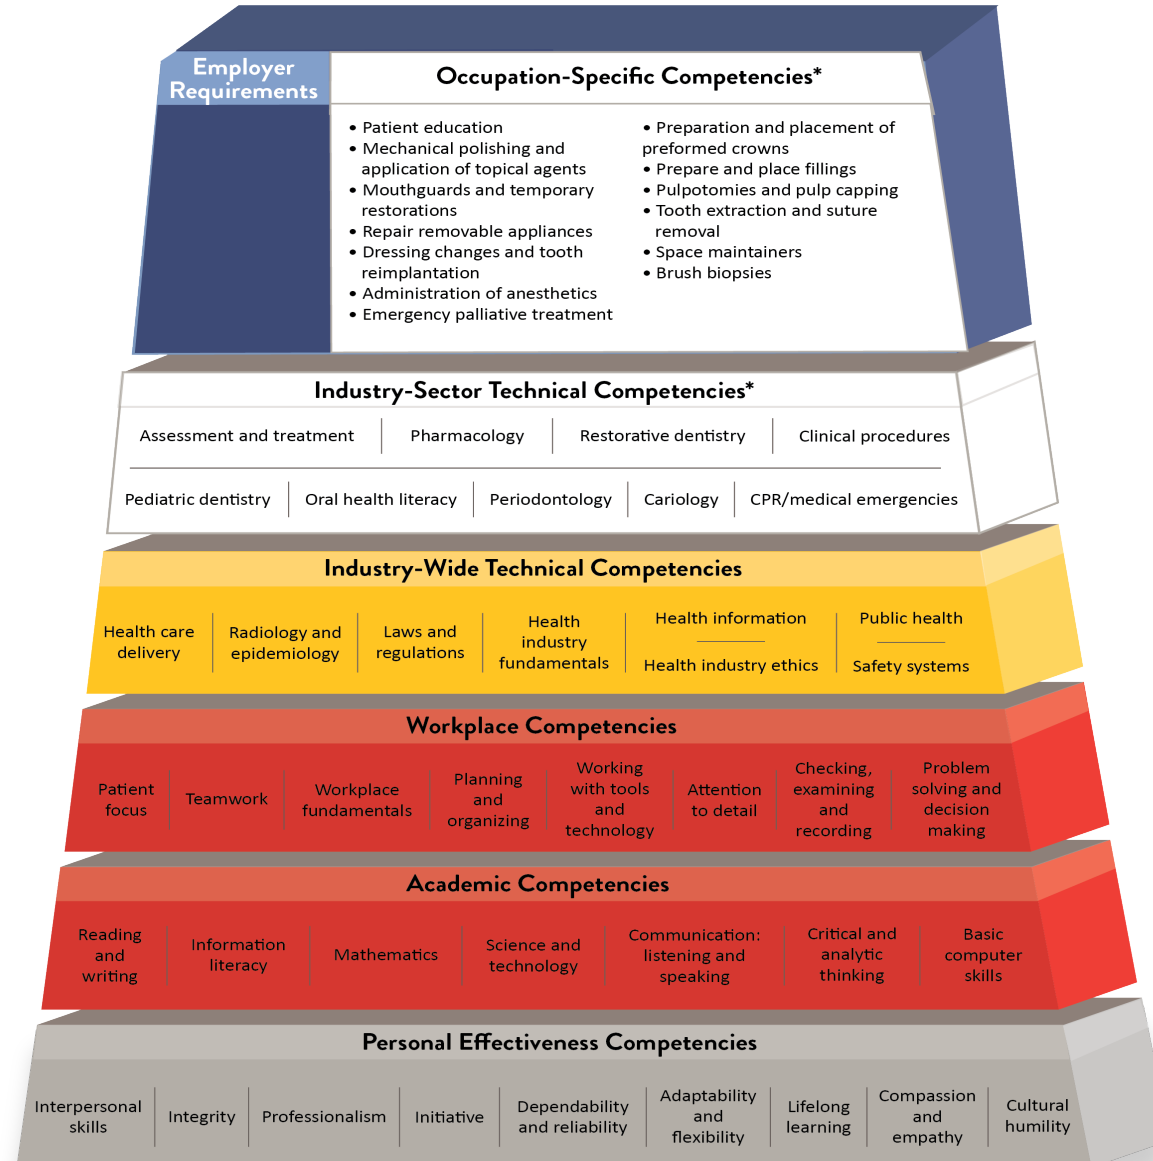 Employer
Requirements
Occupation-Specific Competencies*
• Patient education
• Mechanical polishing and
application of topical agents
• Mouthguards and temporary
restorations
• Repair removable appliances
• Dressing changes and tooth
reimplantation
• Administration of anesthetics
• Emergency palliative treatment
• Preparation and placement of
preformed crowns
• Prepare and place fillings
• Pulpotomies and pulp capping
• Tooth extraction and suture
removal
• Space maintainers
• Brush biopsies
Industry-Sector Technical Competencies*
Assessment and treatment
Pharmacology
Restorative dentistry
Clinical procedures
Pediatric dentistry
Oral health literacy
Periodontology
Cariology
CPR/medical emergencies
Industry-Wide Technical Competencies
Health care
delivery
Radiology and
epidemiology
Laws and
regulations
Health
industry
fundamentals
Health information
Health industry ethics
Public health
Safety systems
Workplace Competencies
Patient
focus
Teamwork
Workplace
fundamentals
Planning
and
organizing
Working
with tools
and
technology
Attention
to detail
Checking,
examining
and
recording
Problem
solving and
decision
making
Academic Competencies
Reading
and
writing
Information
literacy
Mathematics
Science and
technology
Communication:
listening and
speaking
Critical and
analytic
thinking
Basic
computer
skills
Personal Effectiveness Competencies
Interpersonal
skills
Integrity
Professionalism
Initiative
Dependability
and reliability
Adaptability
and
flexibility
Lifelong
learning
Compassion
and
empathy
Cultural
humility